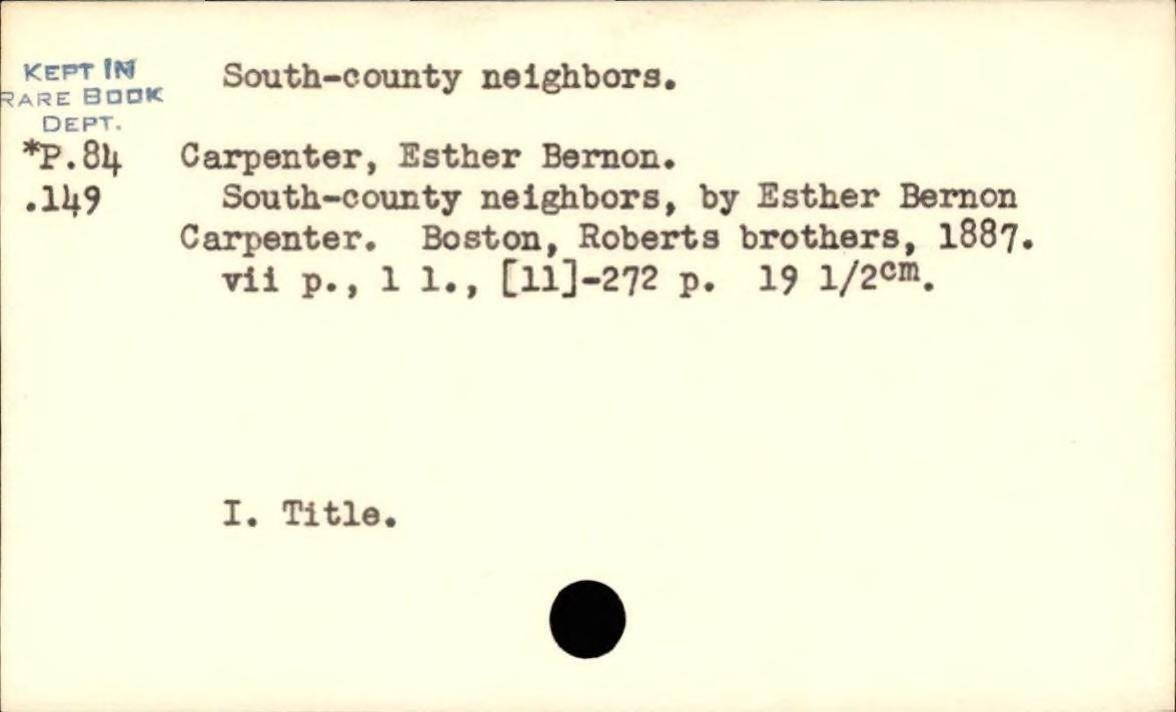 KEPT IN
RARE BOOK
DEPT.
South-county neighbors.
*P.84
.149
Carpenter, Esther Bernon.
South-county neighbors, by Esther Bernon
Carpenter. Boston, Roberts brothers, 1887.
vii p., 1 l., [11]-272 p. 19 1/2cm.
I. Title.